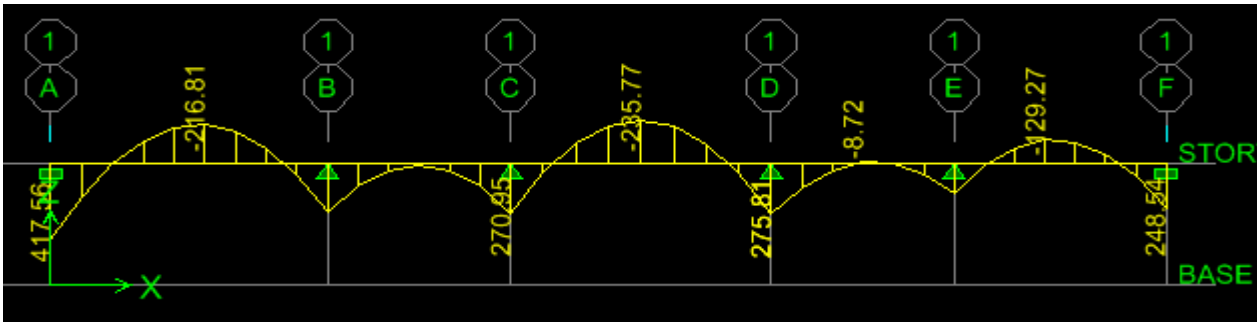 1 1 1 1 1 1
A B C D E F
-216.81 -235.77 -8.72 -129.27
STOR
417.56 270.95 275.81 248.54
X
BASE